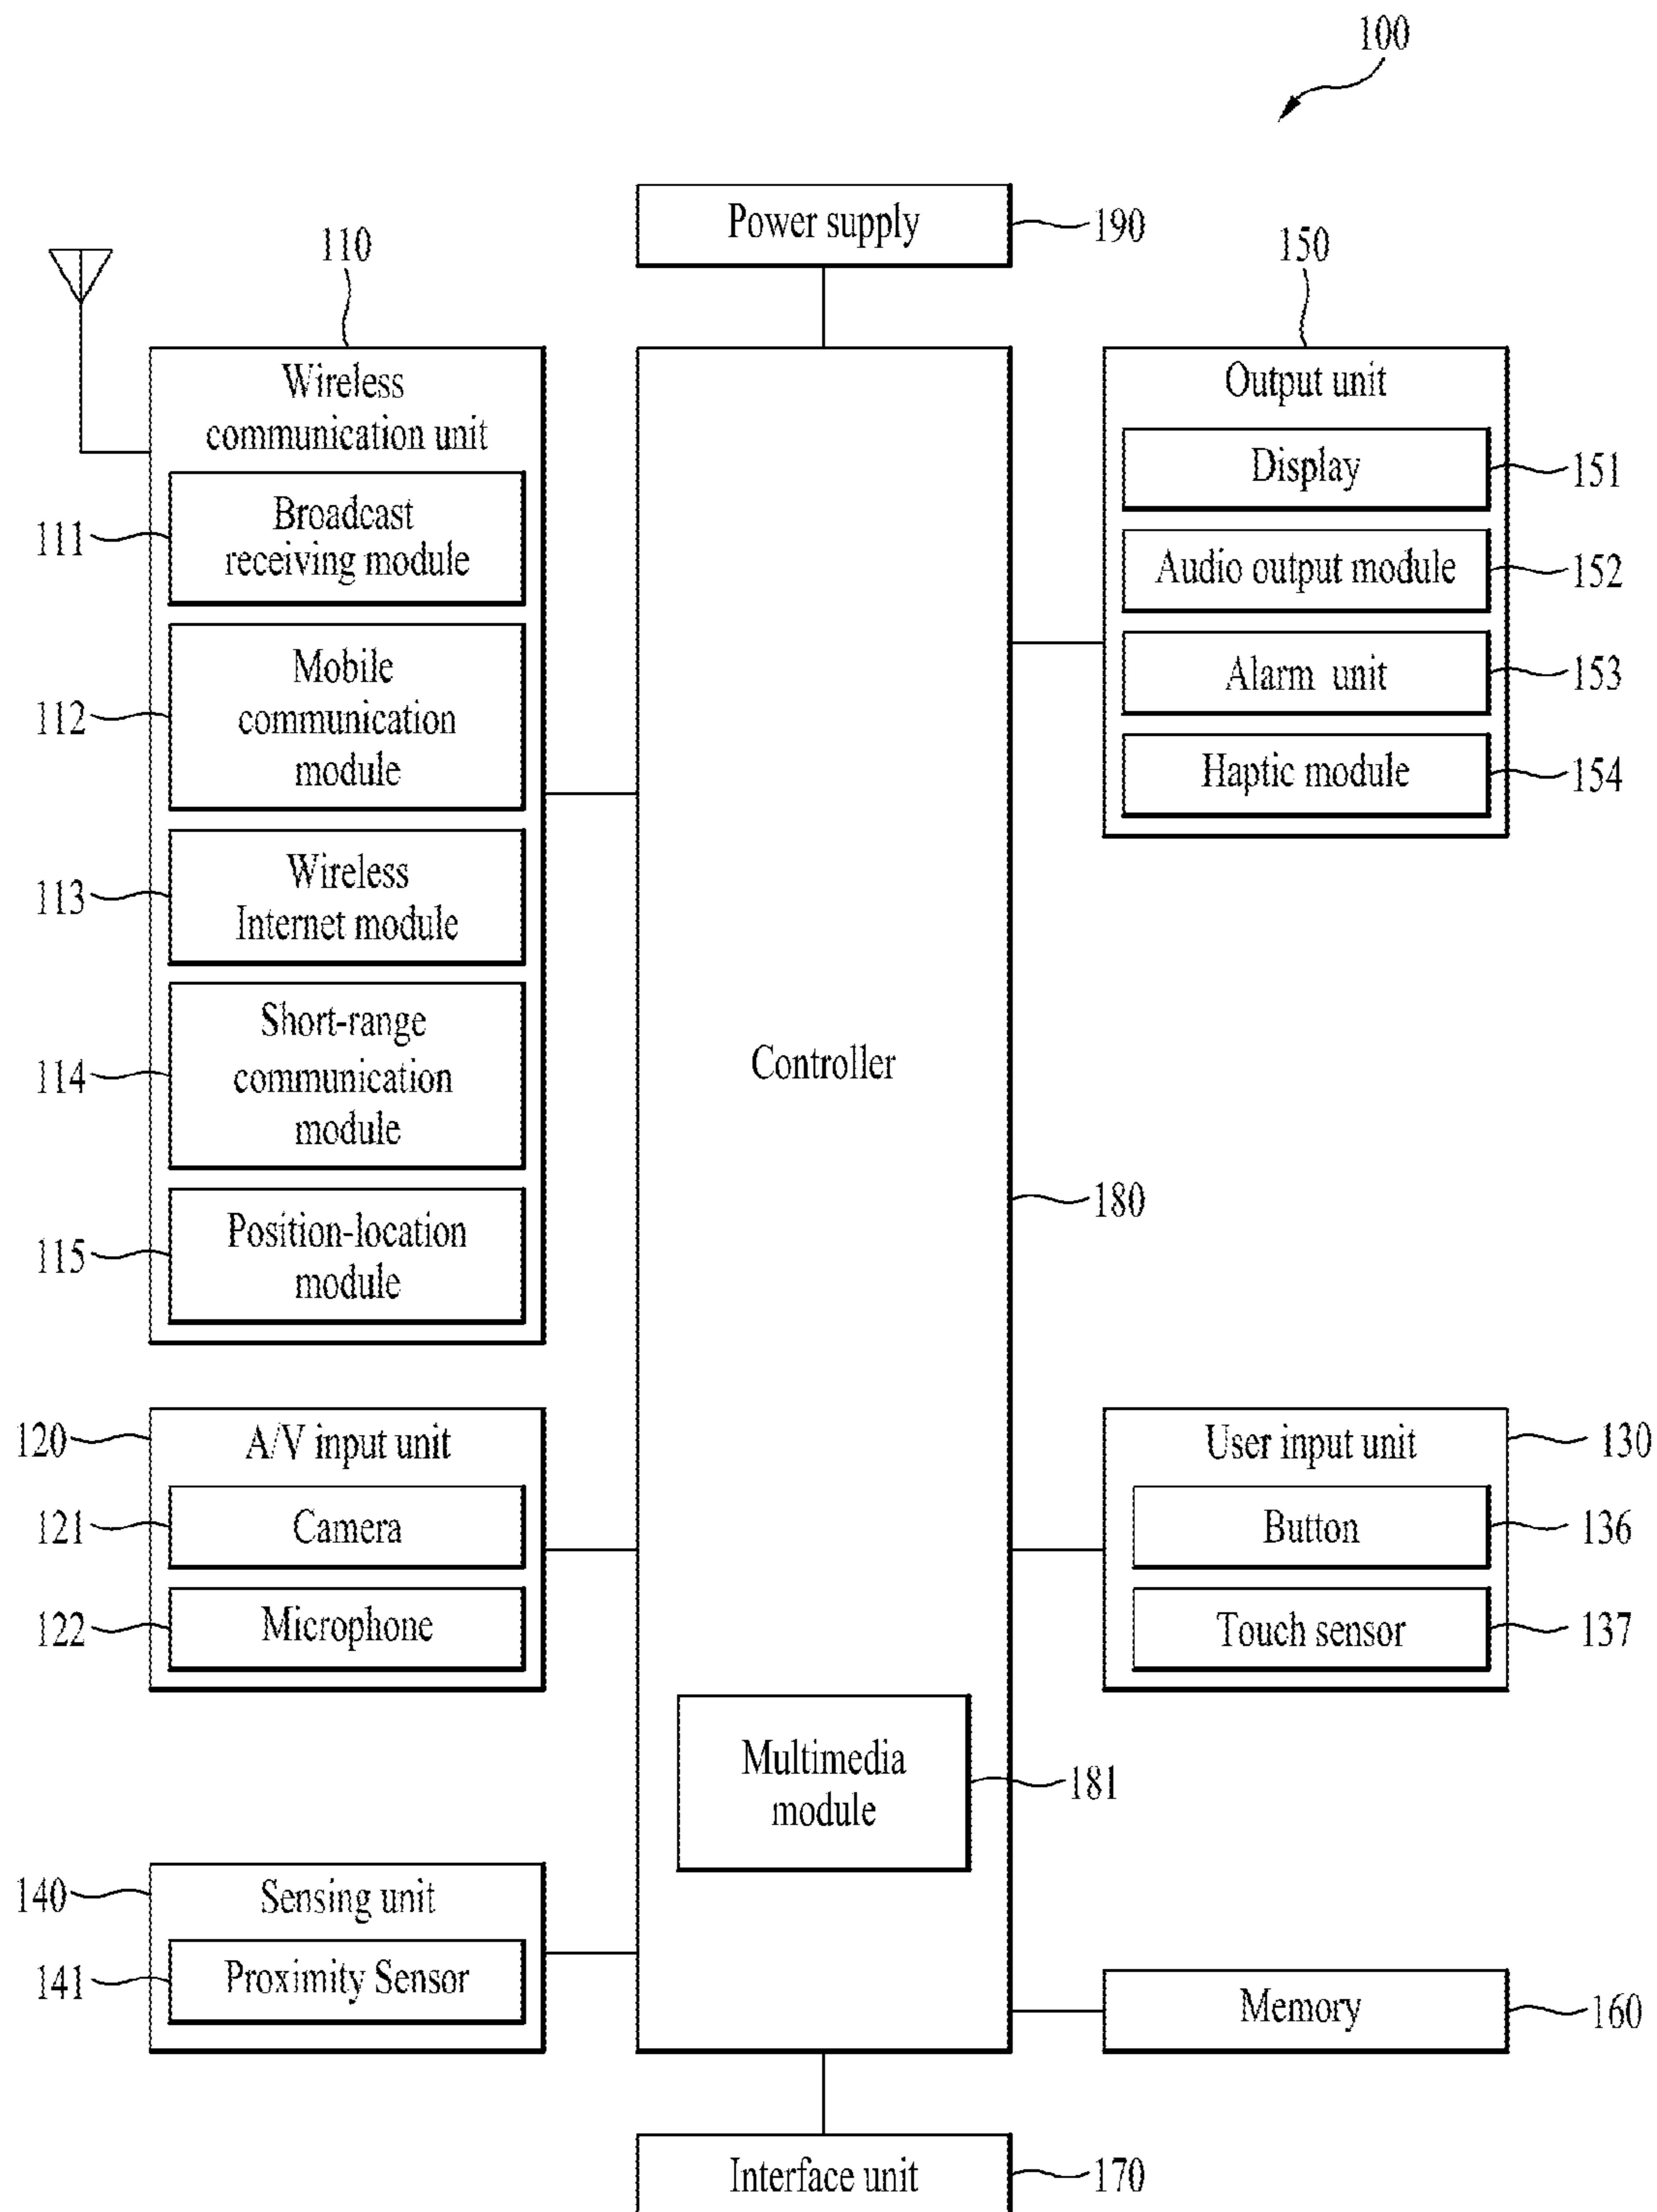 100
Power supply
190
110
Wireless
communication unit
111
Broadcast
receiving module
112
Mobile
communication
module
113
Wireless
Internet module
114
Short-range
communication
module
115
Position-location
module
120
A/V input unit
121
Camera
122
Microphone
140
Sensing unit
141
Proximity Sensor
Controller
180
Multimedia
module
181
150
Output unit
Display
151
Audio output module
152
Alarm unit
153
Haptic module
154
User input unit
130
Button
136
Touch sensor
137
Memory
160
Interface unit
170